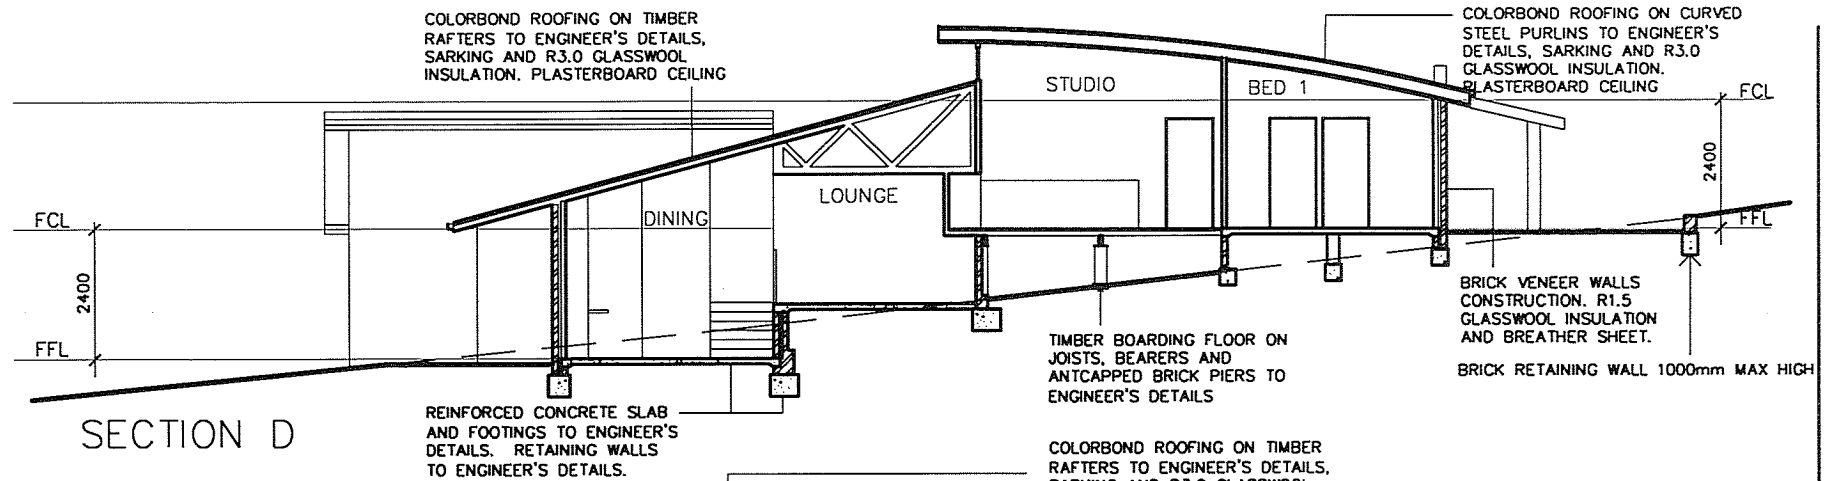 COLORBOND ROOFING ON TIMBER
RAFTERS TO ENGINEER'S DETAILS,
SARKING AND R3.0 GLASSWOOL
INSULATION. PLASTERBOARD CEILING
COLORBOND ROOFING ON CURVED
STEEL PURLINS TO ENGINEER'S
DETAILS, SARKING AND R3.0
GLASSWOOL INSULATION.
PLASTERBOARD CEILING
STUDIO
BED 1
FCL
2400
FFL
LOUNGE
DINING
FCL
2400
FFL
BRICK VENEER WALLS
CONSTRUCTION. R1.5
GLASSWOOL INSULATION
AND BREATHER SHEET.
BRICK RETAINING WALL 1000mm MAX HIGH
TIMBER BOARDING FLOOR ON
JOISTS, BEARERS AND
ANTCAPPED BRICK PIERS TO
ENGINEER'S DETAILS
REINFORCED CONCRETE SLAB
AND FOOTINGS TO ENGINEER'S
DETAILS. RETAINING WALLS
TO ENGINEER'S DETAILS.
SECTION D
COLORBOND ROOFING ON TIMBER
RAFTERS TO ENGINEER'S DETAILS,